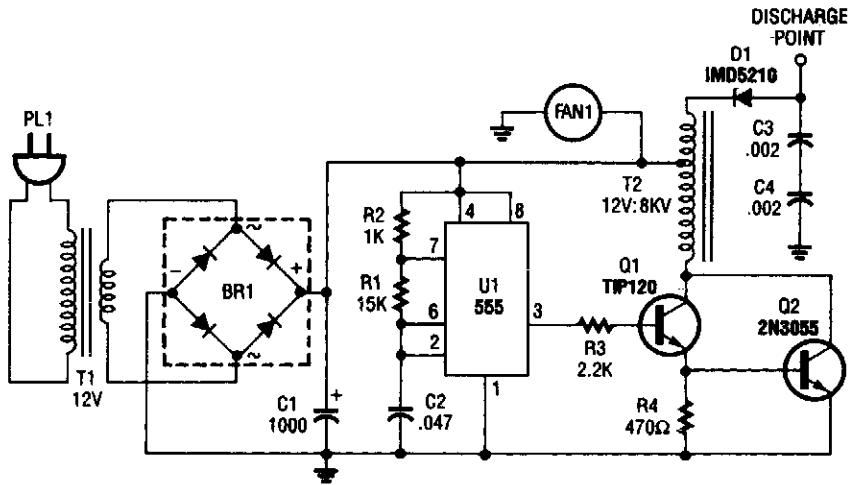 DISCHARGE
POINT
D1
IMD5210
PL1
FAN1
C3
.002
C4
.002
T2
12V:8KV
R2
1K
4
8
7
U1
555
R1
15K
6
2
3
1
Q1
TIP120
Q2
2N3055
R3
2.2K
R4
470Ω
~
−
+
BR1
~
T1
12V
C1
1000
+
C2
.047